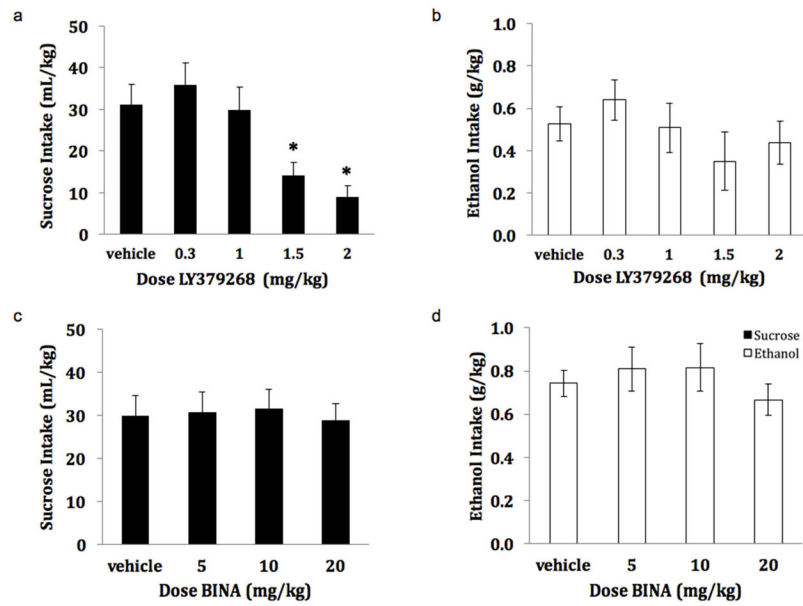 a
Sucrose Intake (mL/kg)
50
40
30
20
10
0
* *
vehicle 0.3 1 1.5 2
Dose LY379268 (mg/kg)
b
Ethanol Intake (g/kg)
1.0
0.8
0.6
0.4
0.2
0.0
vehicle 0.3 1 1.5 2
Dose LY379268 (mg/kg)
c
Sucrose Intake (mL/kg)
50
40
30
20
10
0
vehicle 5 10 20
Dose BINA (mg/kg)
d
Ethanol Intake (g/kg)
1.0
0.8
0.6
0.4
0.2
0.0
Sucrose
Ethanol
vehicle 5 10 20
Dose BINA (mg/kg)